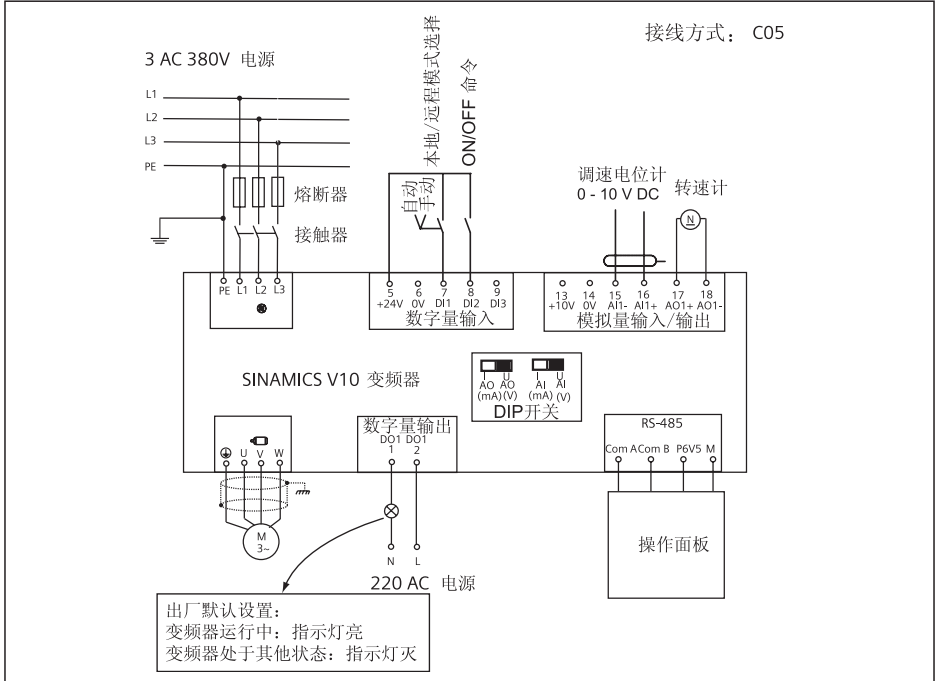 接线方式： C05
3 AC 380V 电源
L1
L2
L3
PE
熔断器
接触器
本地/远程模式选择
ON/OFF 命令
自动
手动
调速电位计
0 - 10 V DC
转速计
N
PE L1 L2 L3
5 6 7 8 9
+24V 0V DI1 DI2 DI3
数字量输入
13 14 15 16 17 18
+10V 0V AI1- AI1+ AO1+ AO1-
模拟量输入/输出
SINAMICS V10 变频器
I U I U
AO AO AI AI
(mA) (V) (mA) (V)
DIP开关
U V W
数字量输出
DO1 DO1
1 2
RS-485
Com A Com B P6V5 M
M
3~
N L
220 AC 电源
操作面板
出厂默认设置：
变频器运行中：指示灯亮
变频器处于其他状态：指示灯灭